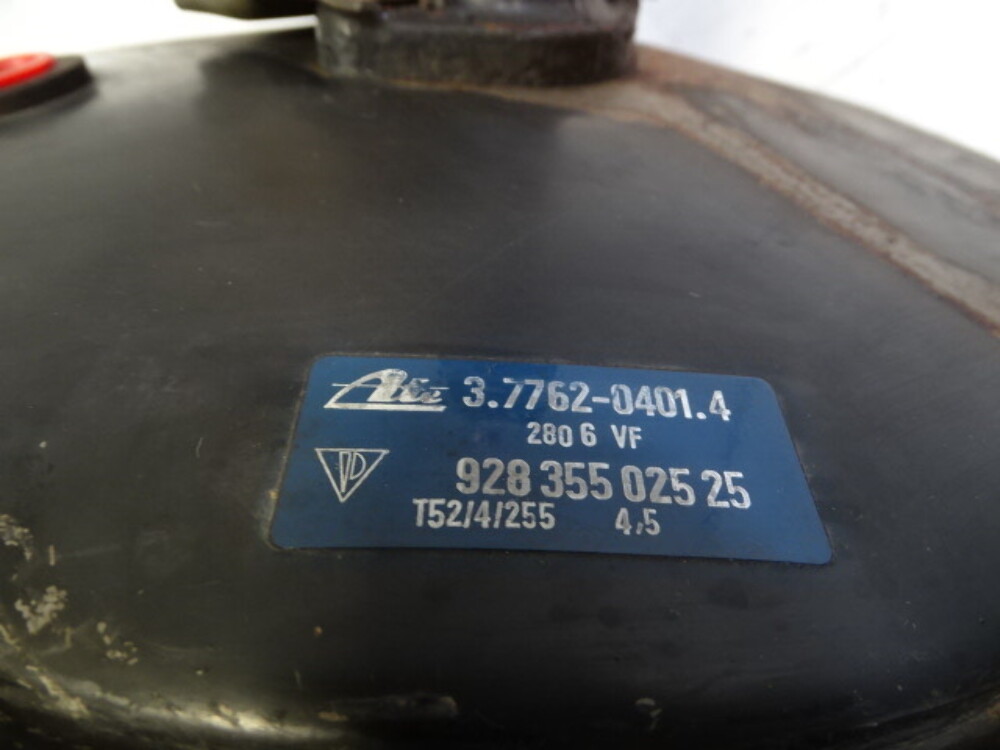 Ate 3.7762-0401.4
280 6 VF
928 355 025 25
T52/4/255 4,5